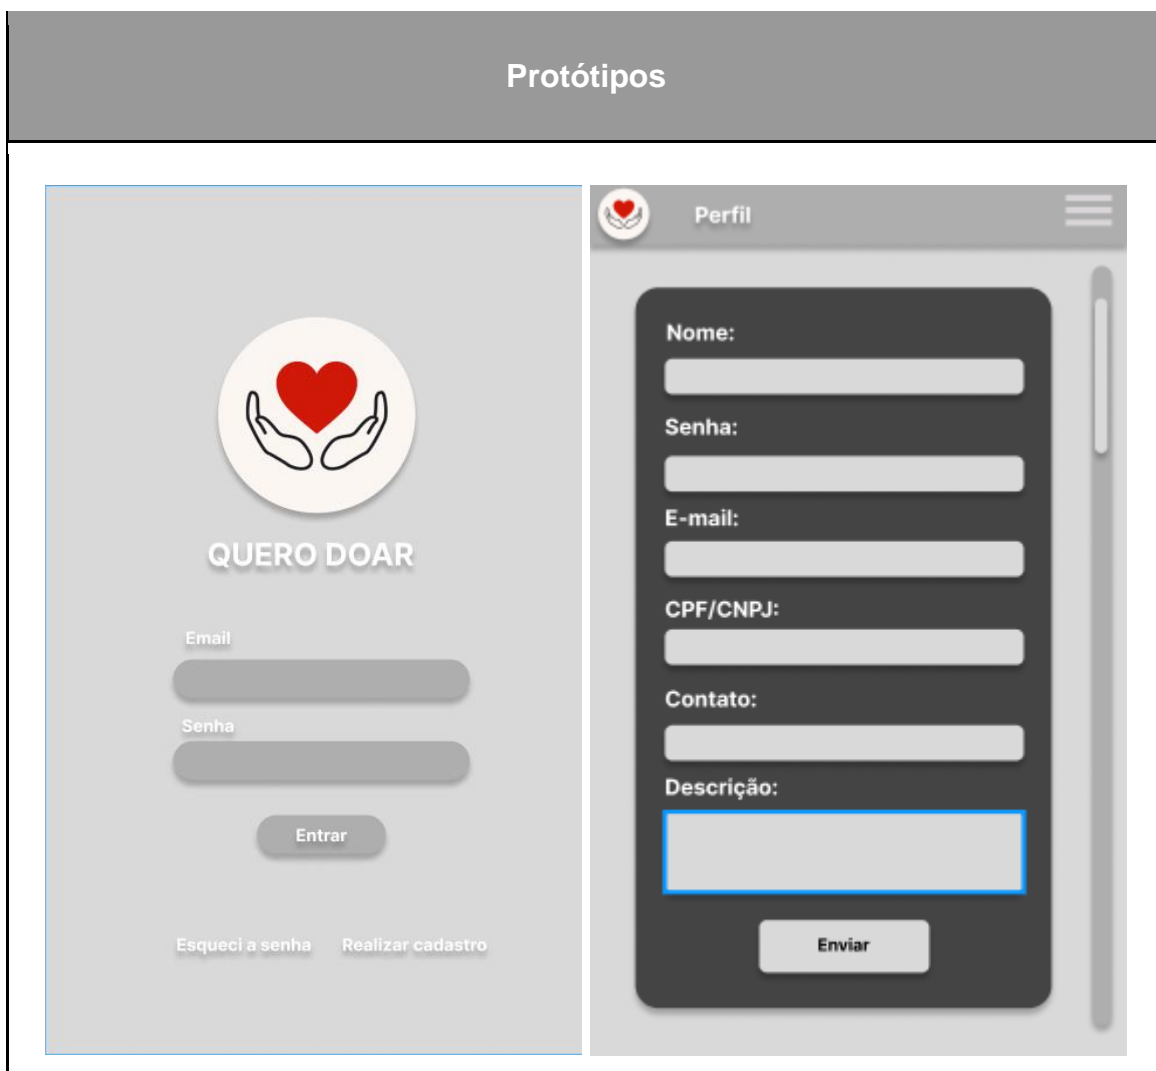 Protótipos
QUERO DOAR
Email
Senha
Entrar
Esqueci a senha Realizar cadastro
Perfil
Nome:
Senha:
E-mail:
CPF/CNPJ:
Contato:
Descrição:
Enviar